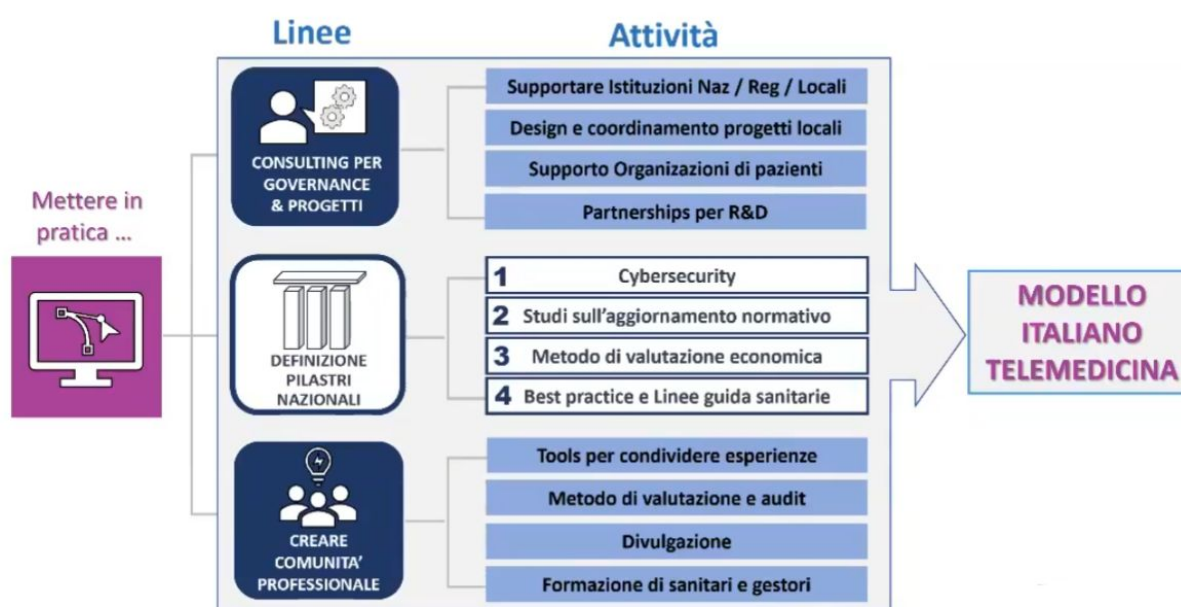 Linee
Attività
Mettere in
pratica ...
CONSULTING PER
GOVERNANCE
& PROGETTI
Supportare Istituzioni Naz / Reg / Locali
Design e coordinamento progetti locali
Supporto Organizazioni di pazienti
Partnerships per R&D
DEFINIZIONE
PILASTRI
NAZIONALI
1 Cybersecurity
2 Studi sull'aggiornamento normativo
3 Metodo di valutazione economica
4 Best practice e Linee guida sanitarie
CREARE
COMUNITA'
PROFESSIONALE
Tools per condividere esperienze
Metodo di valutazione e audit
Divulgazione
Formazione di sanitari e gestori
MODELLO
ITALIANO
TELEMEDICINA